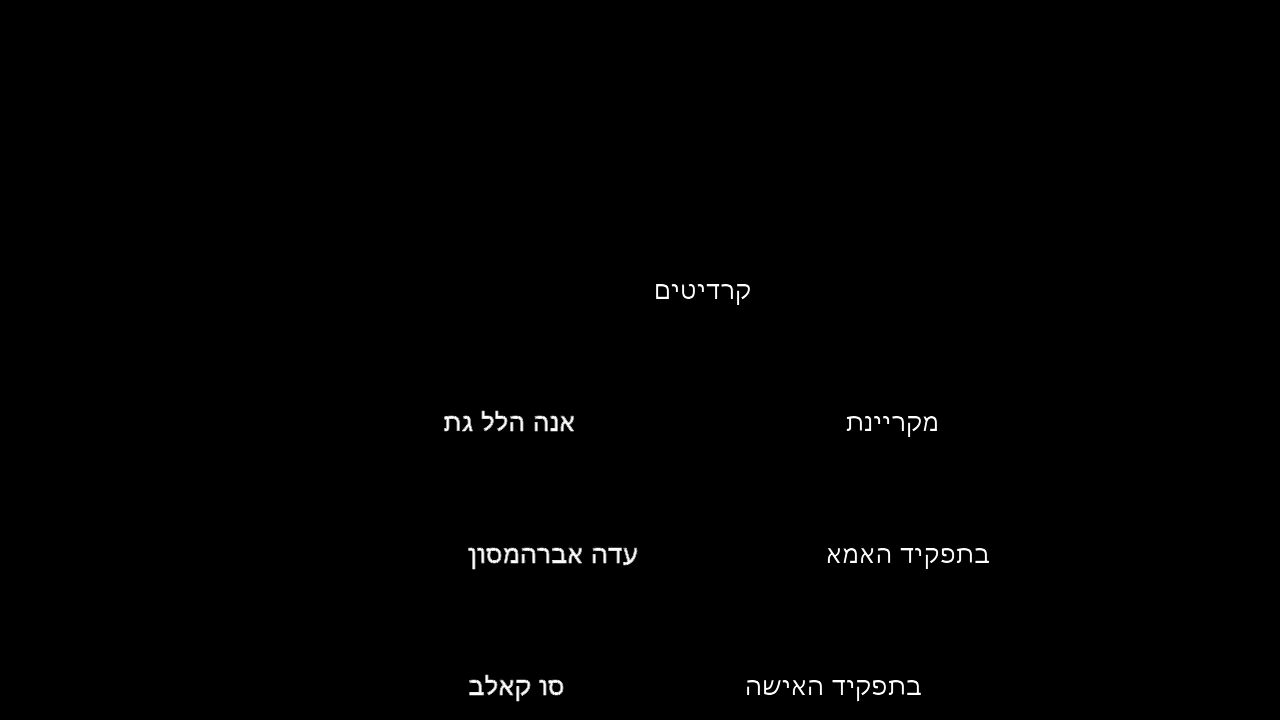 קרדיטים
מקריינת אנה הלל גת
בתפקיד האמא עדה אברהמסון
בתפקיד האישה סו קאלב